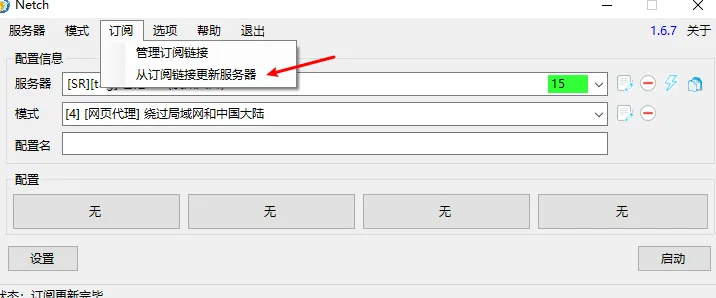 Netch
服务器 模式 订阅 选项 帮助 退出 1.6.7 关于
管理订阅链接
从订阅链接更新服务器
配置信息
服务器 15
模式 [4] [网页代理] 绕过局域网和中国大陆
配置名
配置
无 无 无 无
设置 启动
状态：订阅更新完毕